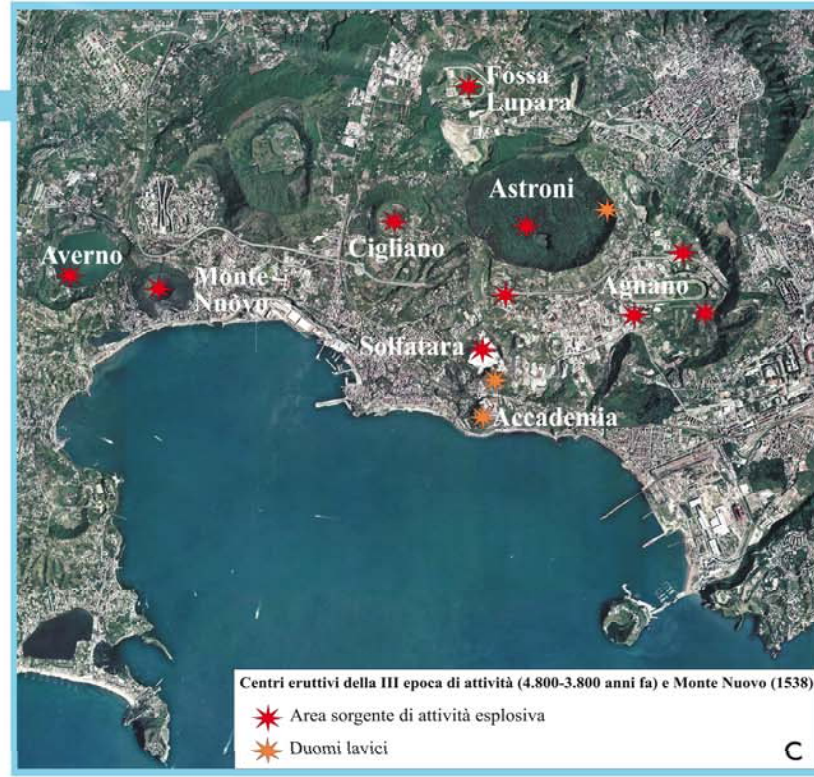 Fossa
Lupara
Astroni
Cigliano
Averno
Monte
Nuovo
Agnano
Solfatara
Accademia
Centri eruttivi della III epoca di attività (4.800-3.800 anni fa) e Monte Nuovo (1538)
Area sorgente di attività esplosiva
Duomi lavici
C